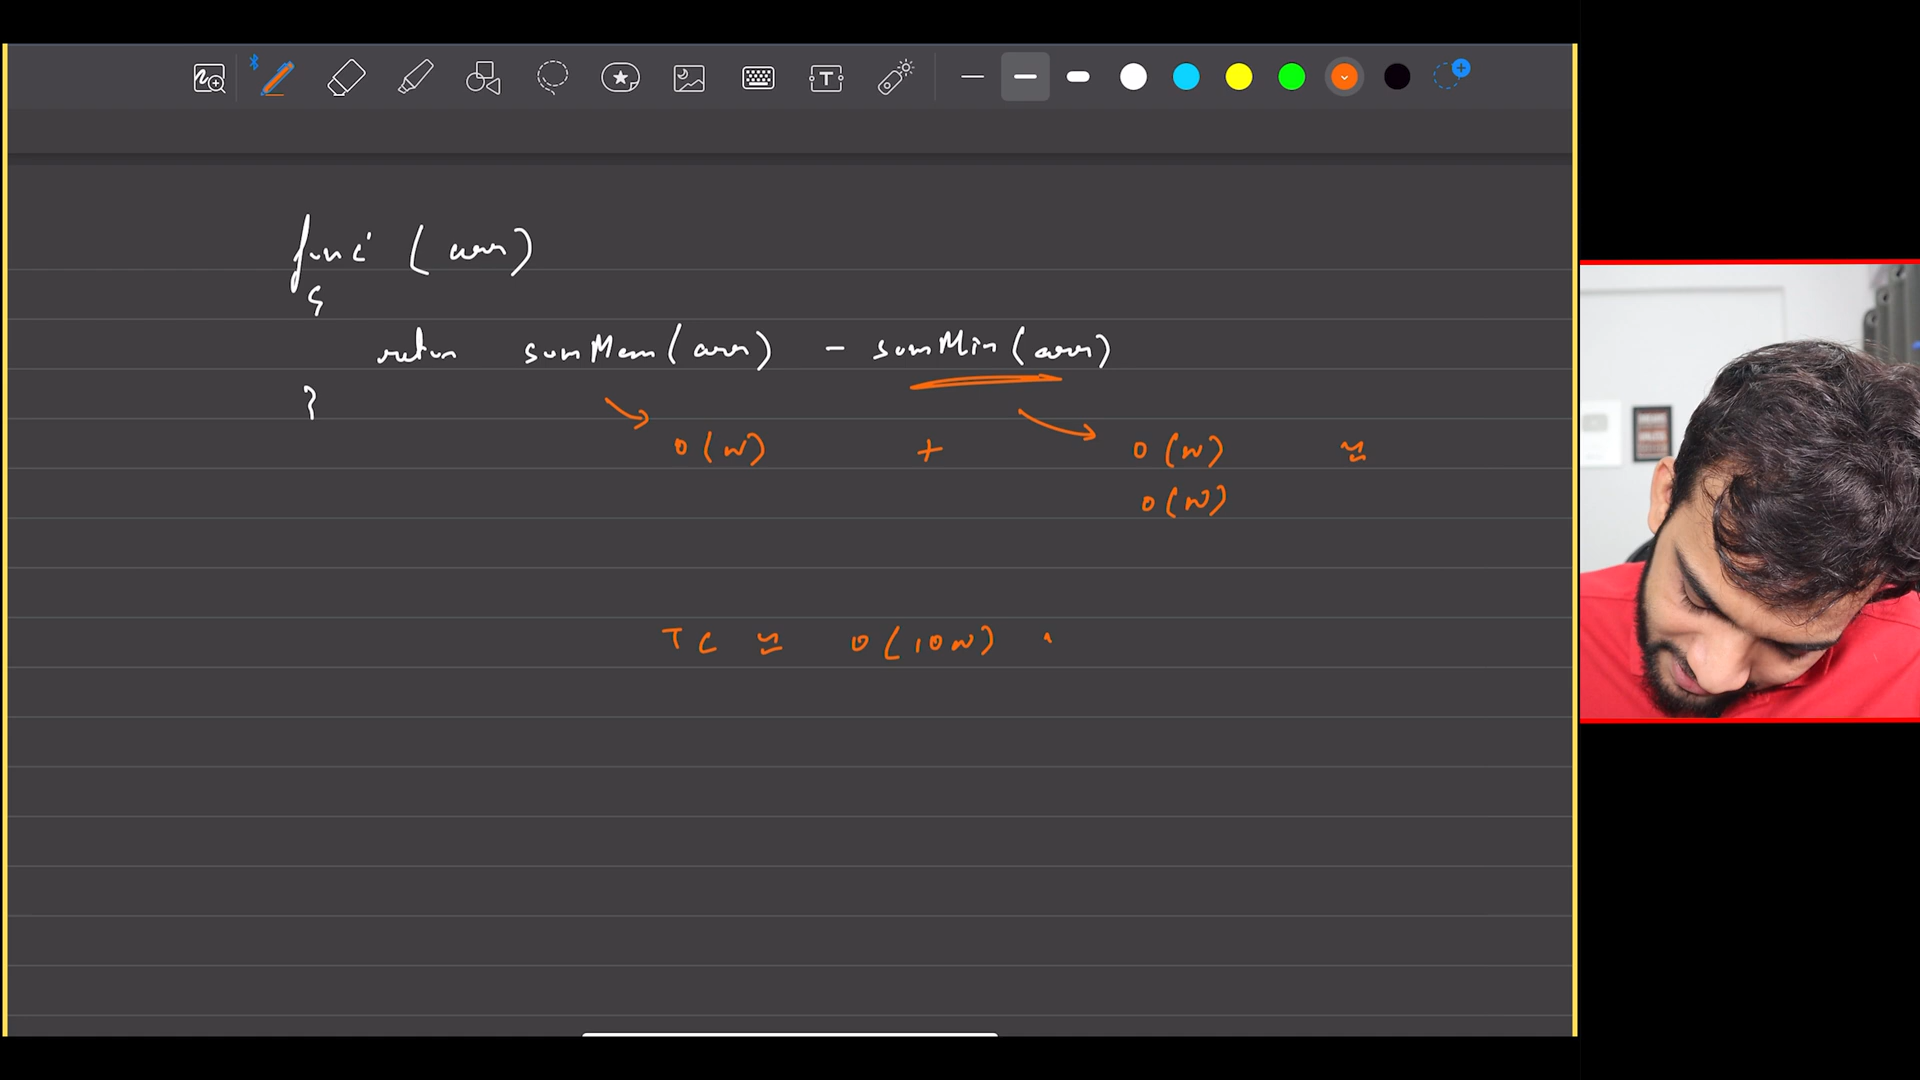 func (arr)
{
return sumMax(arr) - sumMin(arr)
}
O(N) + O(N) ≈
O(N)
TC ≈ O(10N)
T